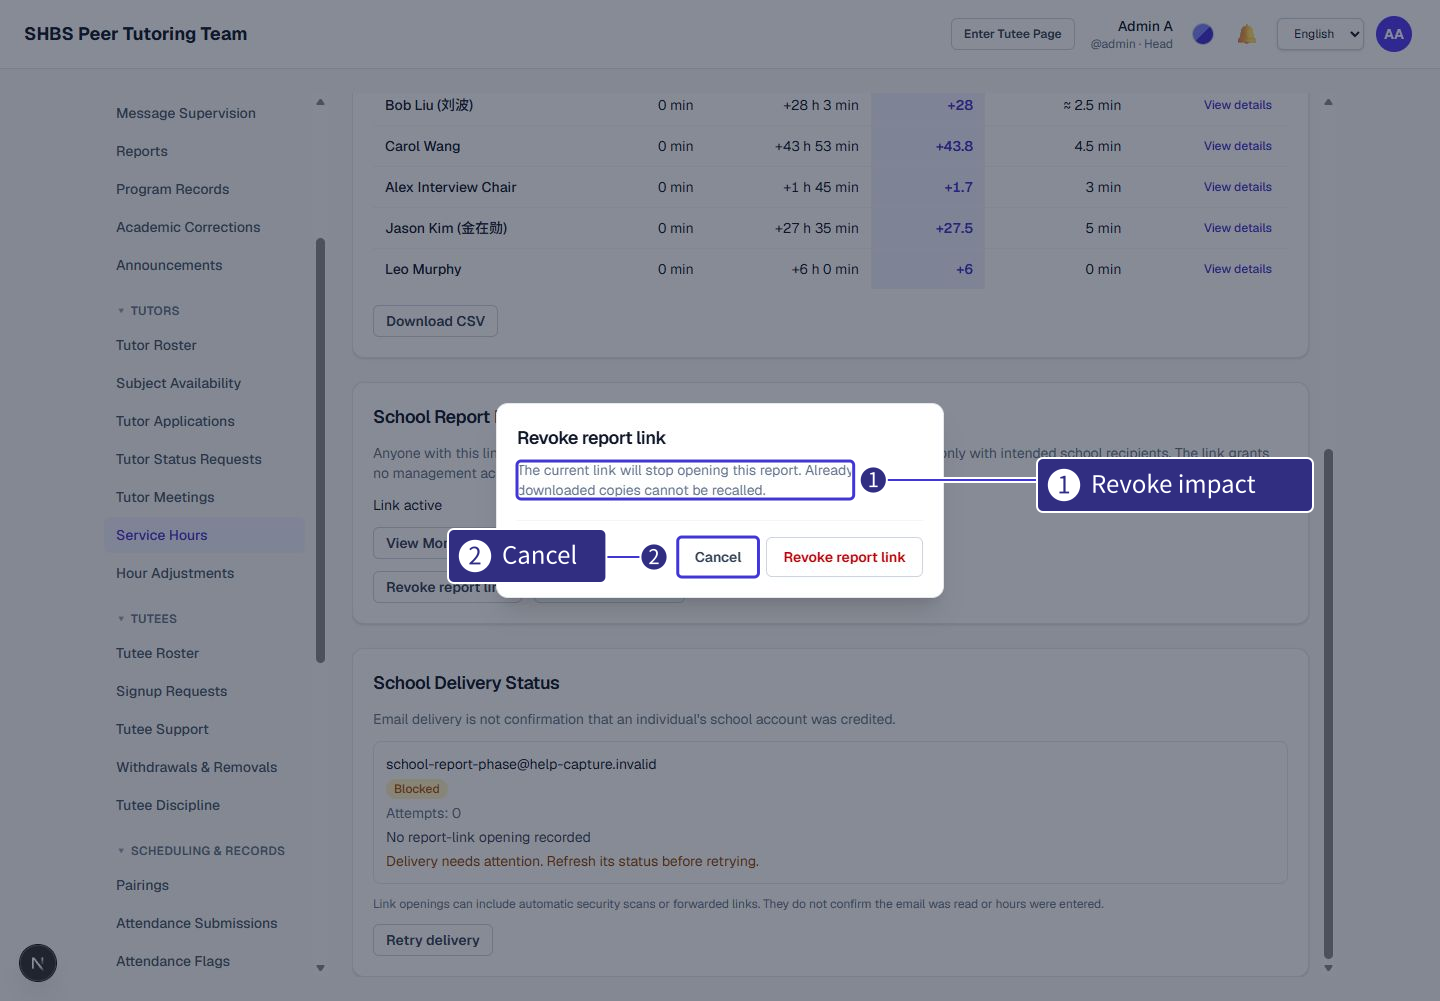 SHBS Peer Tutoring Team
Enter Tutee Page
Admin A
@admin · Head
English
AA
Message Supervision
Reports
Program Records
Academic Corrections
Announcements
TUTORS
Tutor Roster
Subject Availability
Tutor Applications
Tutor Status Requests
Tutor Meetings
Service Hours
Hour Adjustments
TUTEES
Tutee Roster
Signup Requests
Tutee Support
Withdrawals & Removals
Tutee Discipline
SCHEDULING & RECORDS
Pairings
Attendance Submissions
Attendance Flags
N
Bob Liu (刘波) 0 min +28 h 3 min +28 ≈ 2.5 min View details
Carol Wang 0 min +43 h 53 min +43.8 4.5 min View details
Alex Interview Chair 0 min +1 h 45 min +1.7 3 min View details
Jason Kim (金在勋) 0 min +27 h 35 min +27.5 5 min View details
Leo Murphy 0 min +6 h 0 min +6 0 min View details
Download CSV
School Report
Anyone with this lin only with intended school recipients. The link grants
no management ac
Link active
View Mor
Revoke report lin
Revoke report link
The current link will stop opening this report. Already
downloaded copies cannot be recalled.
1
1 Revoke impact
2 Cancel
2
Cancel
Revoke report link
School Delivery Status
Email delivery is not confirmation that an individual's school account was credited.
school-report-phase@help-capture.invalid
Blocked
Attempts: 0
No report-link opening recorded
Delivery needs attention. Refresh its status before retrying.
Link openings can include automatic security scans or forwarded links. They do not confirm the email was read or hours were entered.
Retry delivery